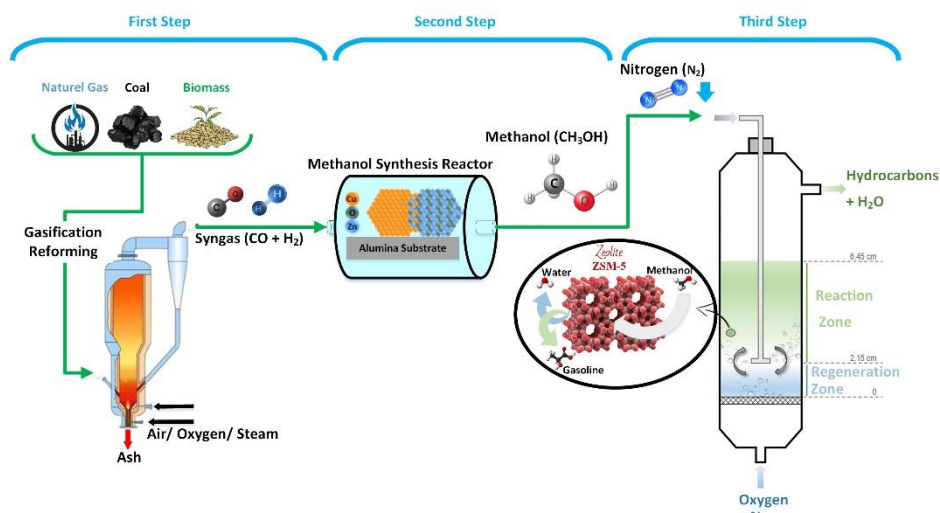 First Step
Second Step
Third Step
Naturel Gas
Coal
Biomass
Gasification
Reforming
Syngas (CO + H₂)
Air/ Oxygen/ Steam
Ash
C
O
H
H
Methanol Synthesis Reactor
Cu
O
Zn
Alumina Substrate
Methanol (CH₃OH)
H
H
C
H
H
O
Nitrogen (N₂)
N
N
Zeolite
ZSM-5
Water
Methanol
Gasoline
Hydrocarbons
+ H₂O
6.45 cm
Reaction
Zone
2.15 cm
Regeneration
Zone
0
Oxygen